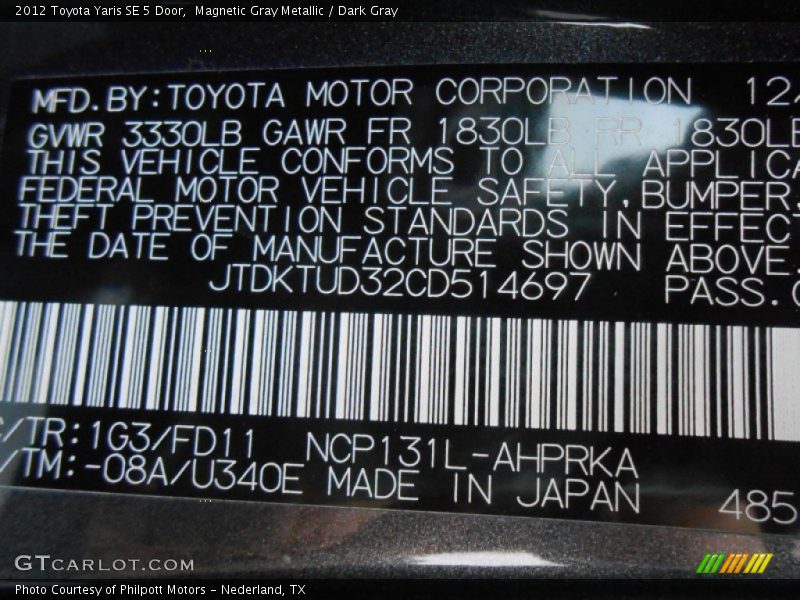 2012 Toyota Yaris SE 5 Door,  Magnetic Gray Metallic / Dark Gray
MFD. BY: TOYOTA MOTOR CORPORATION 12
GVWR 3330LB GAWR FR 1830LB RR 1830LB
THIS VEHICLE CONFORMS TO ALL APPLICA
FEDERAL MOTOR VEHICLE SAFETY, BUMPER,
THEFT PREVENTION STANDARDS IN EFFECT
THE DATE OF MANUFACTURE SHOWN ABOVE.
JTDKTUD32CD514697 PASS.
/TR: 1G3/FD11 NCP131L-AHPRKA
/TM: -08A/U340E MADE IN JAPAN 485
GTCARLOT.COM
Photo Courtesy of Philpott Motors - Nederland, TX